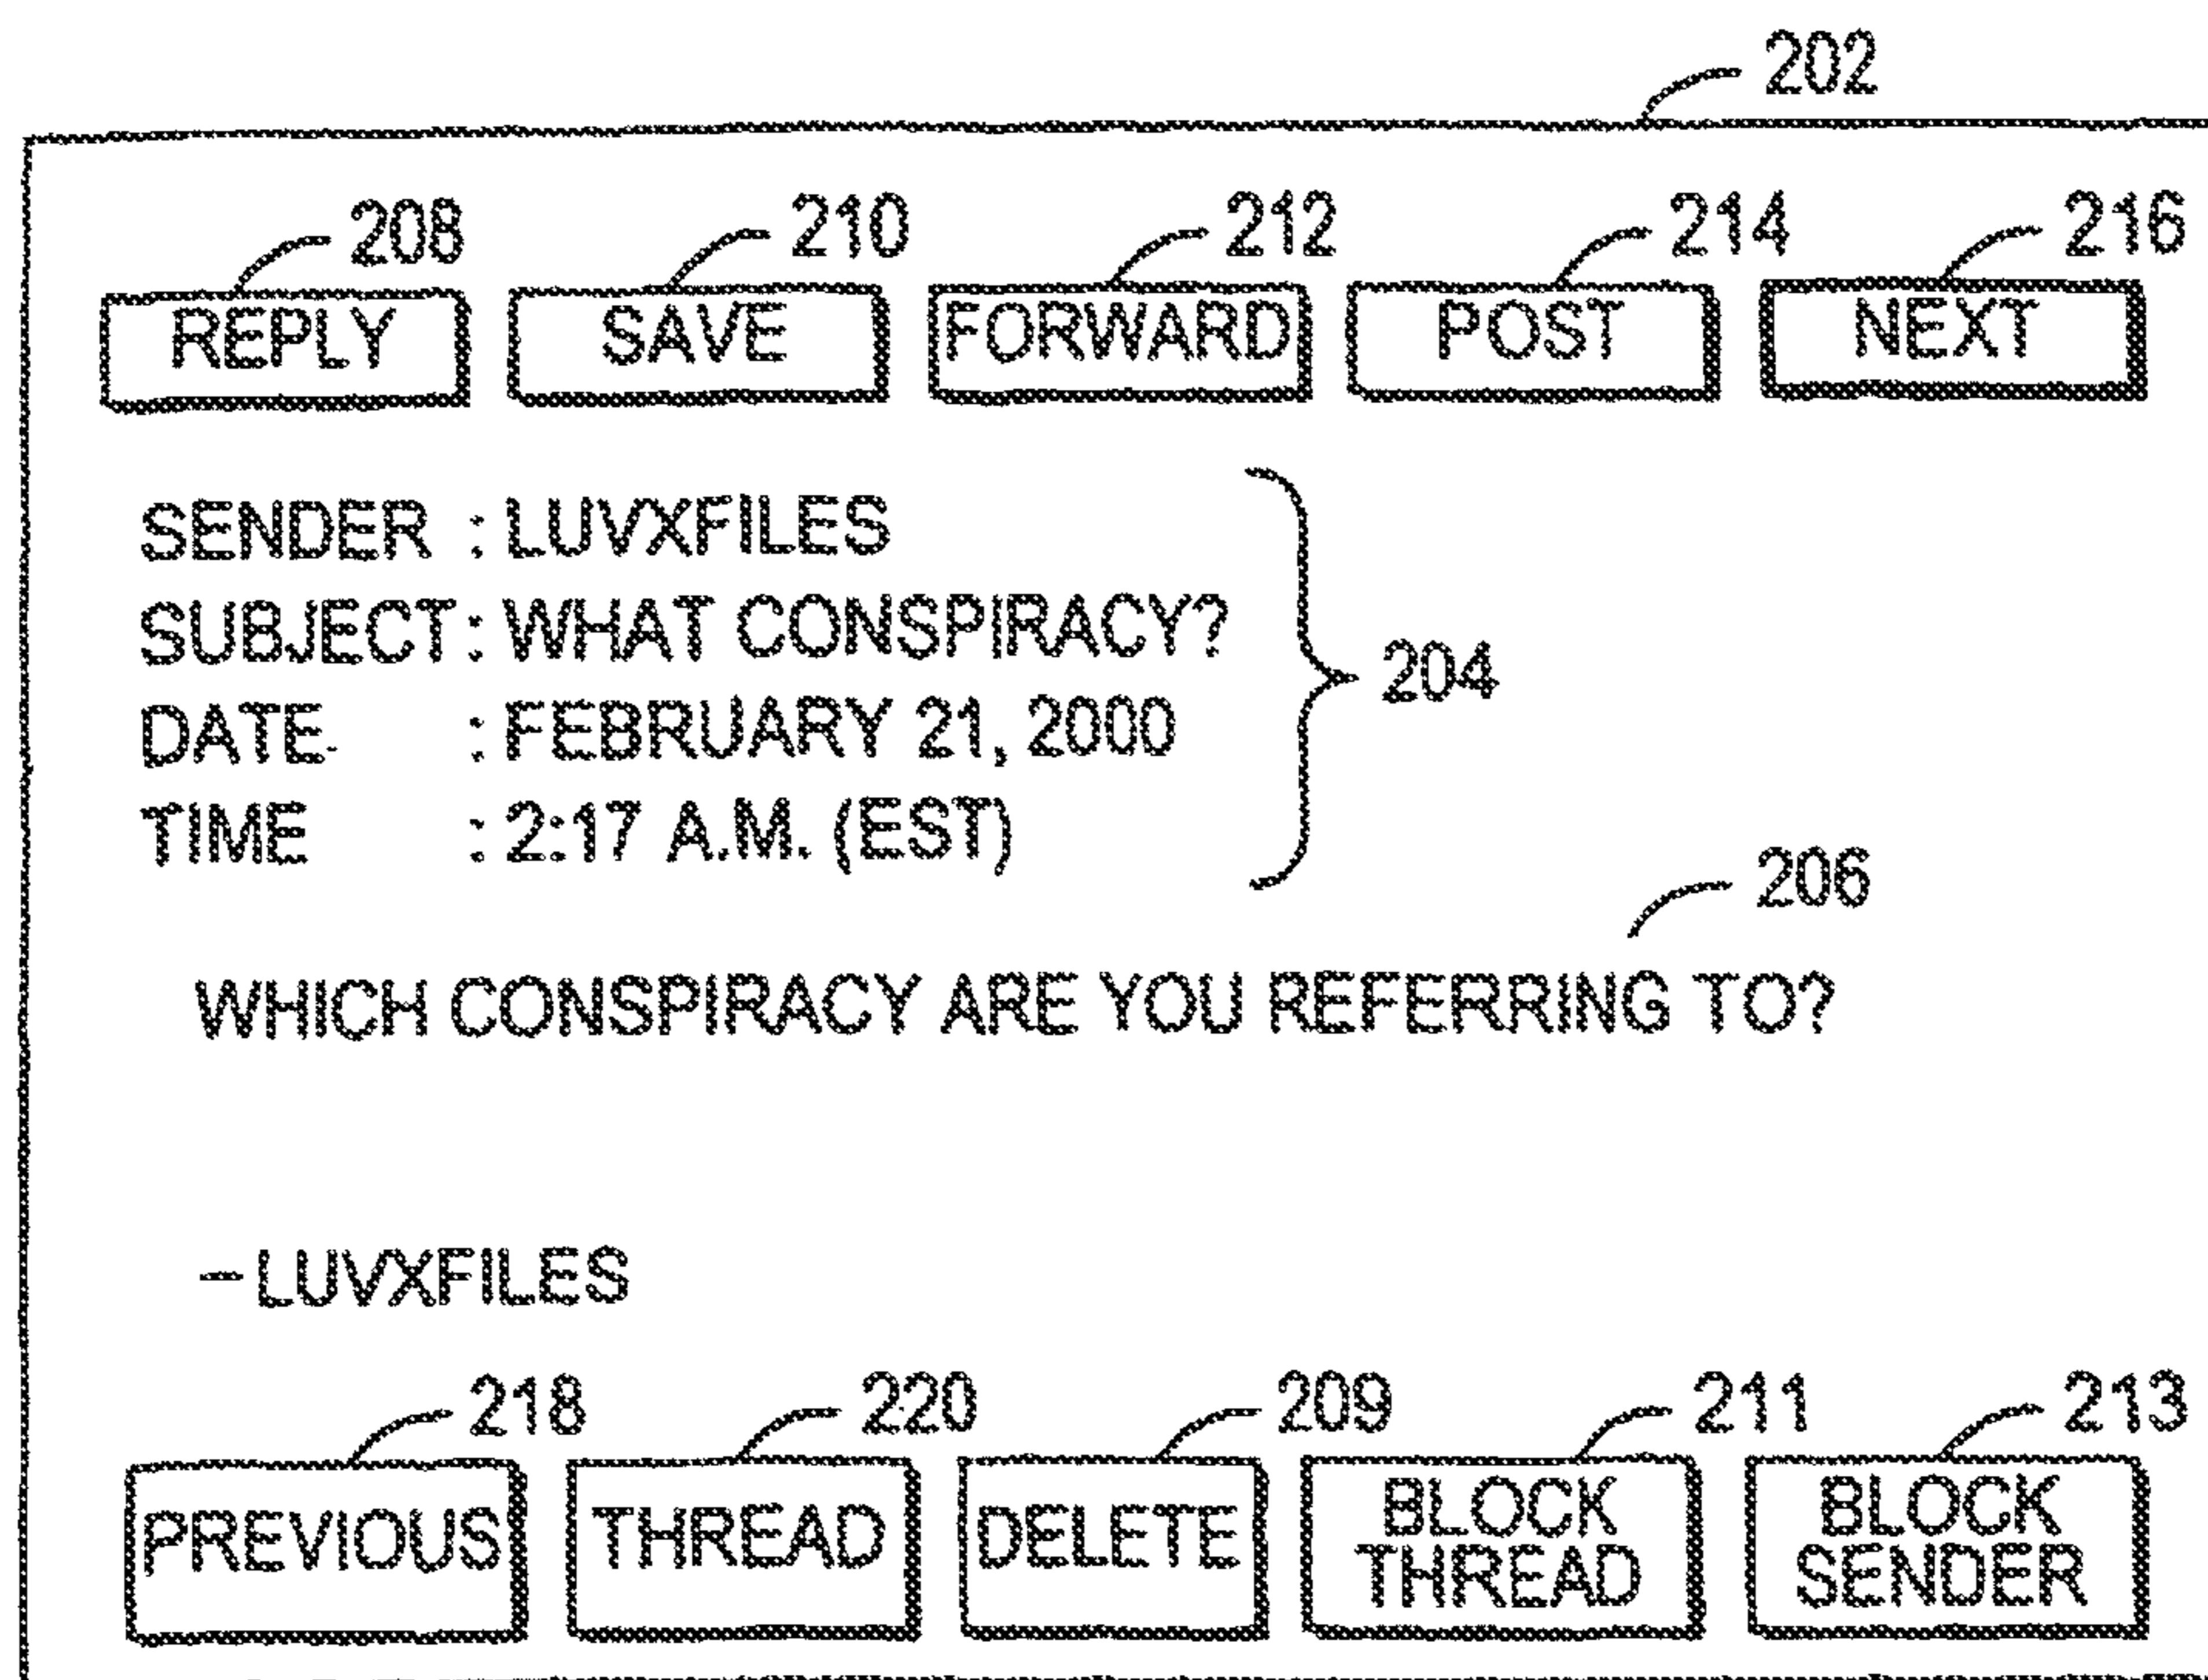 202
208 210 212 214 216
REPLY SAVE FORWARD POST NEXT
SENDER : LUVXFILES
SUBJECT : WHAT CONSPIRACY?
204
DATE : FEBRUARY 21, 2000
TIME : 2:17 A.M. (EST)
206
WHICH CONSPIRACY ARE YOU REFERRING TO?
–LUVXFILES
218 220 209 211 213
PREVIOUS THREAD DELETE BLOCK THREAD BLOCK SENDER